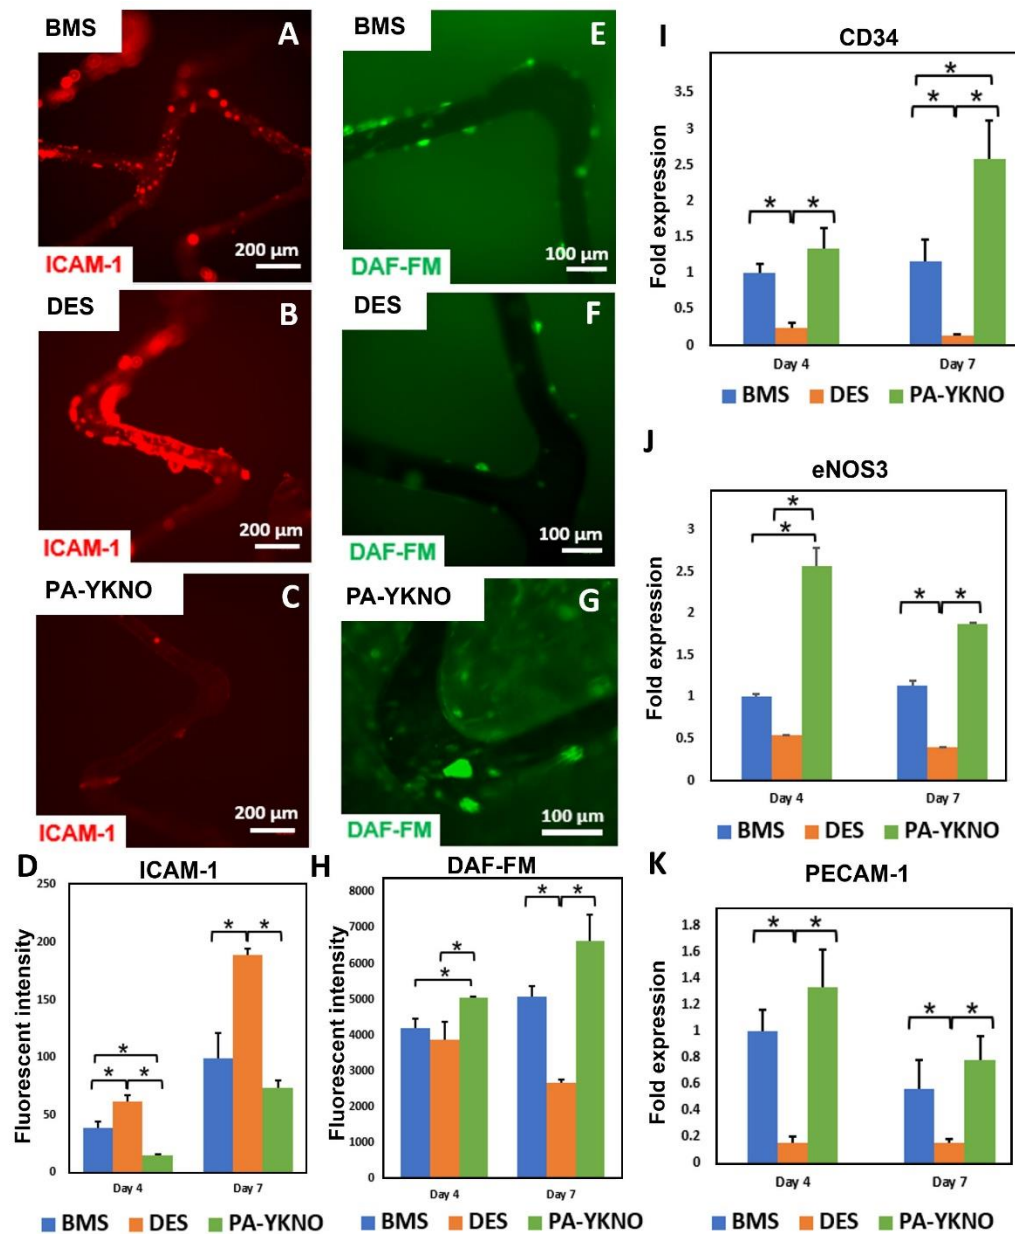 BMS
A
ICAM-1
200 µm
DES
B
ICAM-1
200 µm
PA-YKNO
C
ICAM-1
200 µm
BMS
E
DAF-FM
100 µm
DES
F
DAF-FM
100 µm
PA-YKNO
G
DAF-FM
100 µm
D
ICAM-1
Fluorescent intensity
250
200
150
100
50
0
*
*
*
*
*
Day 4
Day 7
BMS DES PA-YKNO
H
DAF-FM
Fluorescent intensity
8000
7000
6000
5000
4000
3000
2000
1000
0
*
*
*
*
Day 4
Day 7
BMS DES PA-YKNO
I
CD34
Fold expression
3.5
3
2.5
2
1.5
1
0.5
0
*
*
*
*
*
Day 4
Day 7
BMS DES PA-YKNO
J
eNOS3
Fold expression
3
2.5
2
1.5
1
0.5
0
*
*
*
*
Day 4
Day 7
BMS DES PA-YKNO
K
PECAM-1
Fold expression
1.8
1.6
1.4
1.2
1
0.8
0.6
0.4
0.2
0
*
*
*
*
Day 4
Day 7
BMS DES PA-YKNO